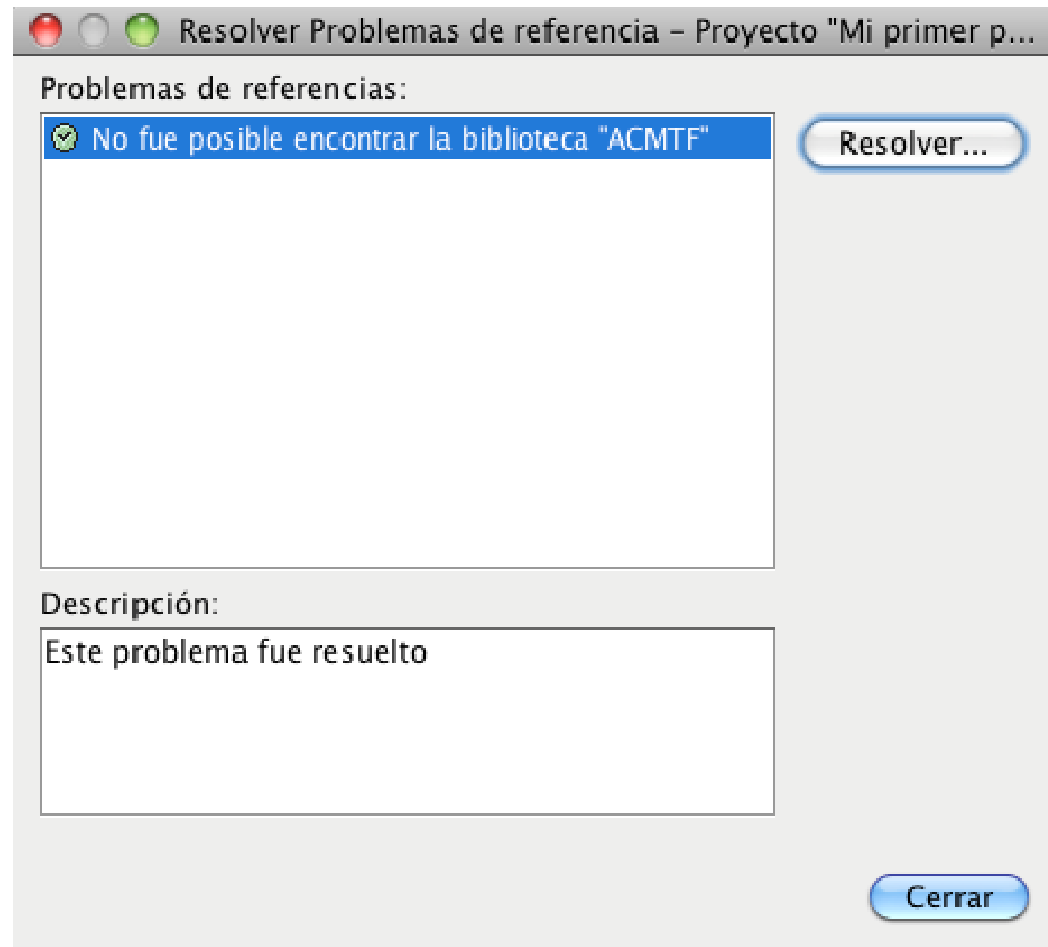 Resolver Problemas de referencia – Proyecto "Mi primer p...
Problemas de referencias:
No fue posible encontrar la biblioteca "ACMTF"
Resolver...
Descripción:
Este problema fue resuelto
Cerrar